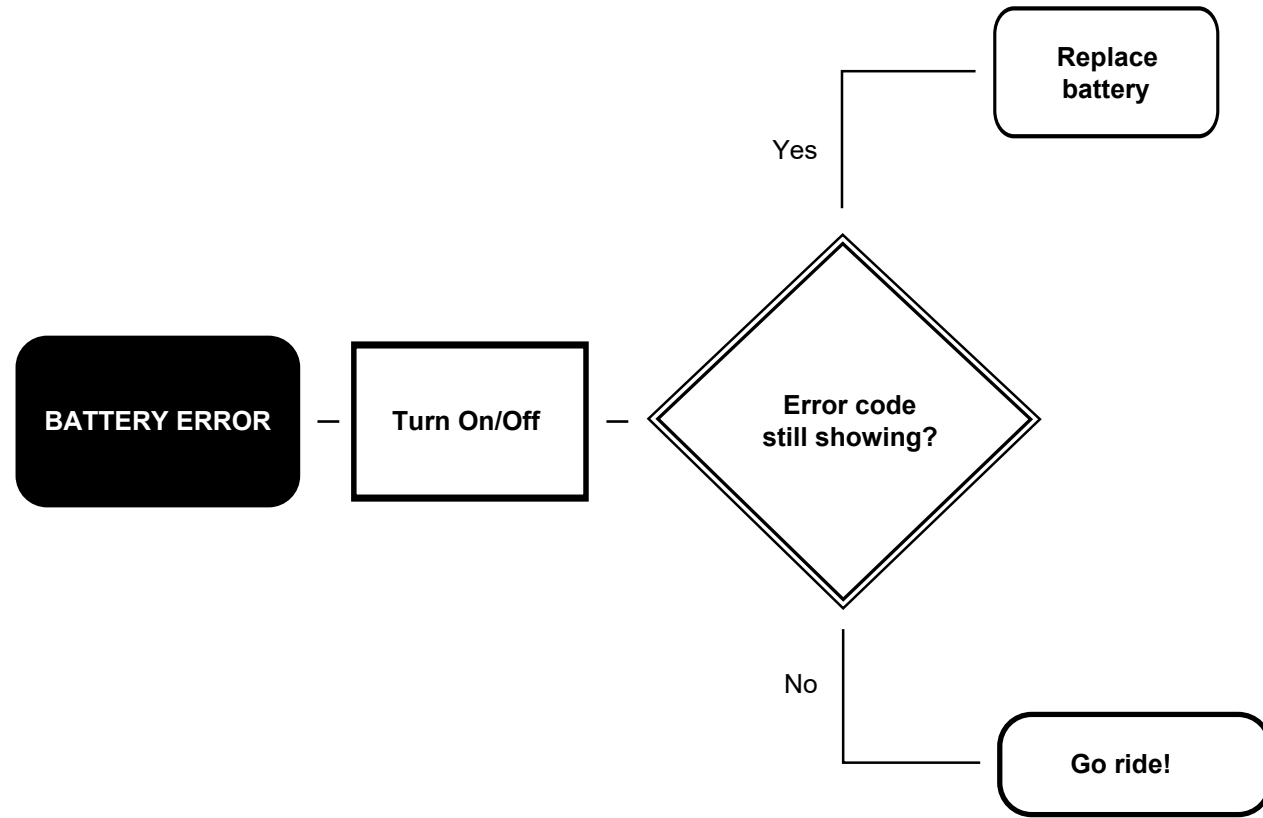 Replace
battery
Yes
BATTERY ERROR
Turn On/Off
Error code
still showing?
No
Go ride!